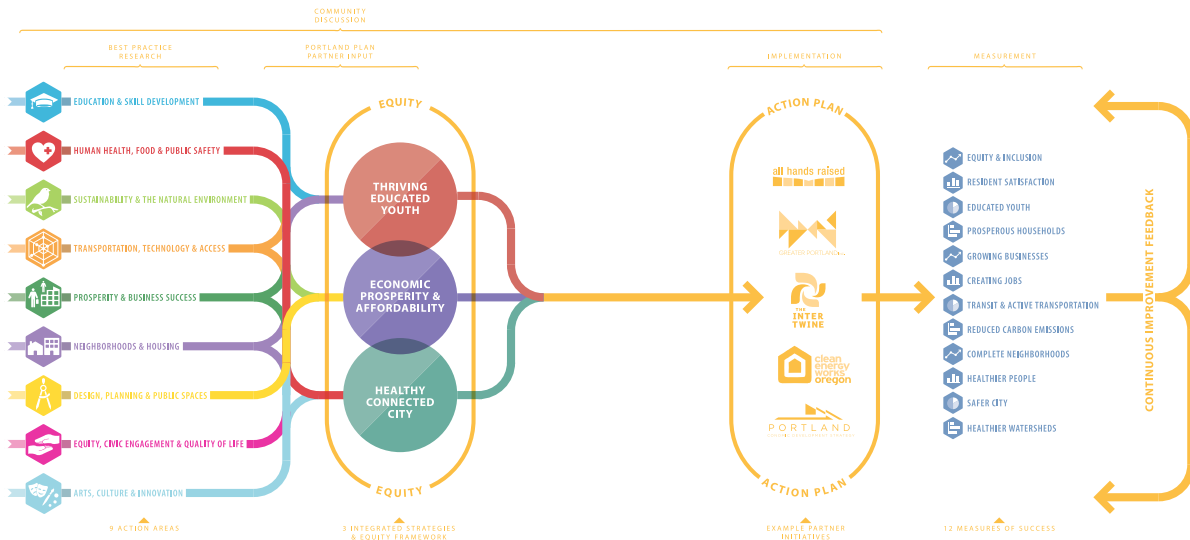 COMMUNITY
DISCUSSION
BEST PRACTICE
RESEARCH
PORTLAND PLAN
PARTNER INPUT
IMPLEMENTATION
MEASUREMENT
EDUCATION & SKILL DEVELOPMENT
HUMAN HEALTH, FOOD & PUBLIC SAFETY
SUSTAINABILITY & THE NATURAL ENVIRONMENT
TRANSPORTATION, TECHNOLOGY & ACCESS
PROSPERITY & BUSINESS SUCCESS
NEIGHBORHOODS & HOUSING
DESIGN, PLANNING & PUBLIC SPACES
EQUITY, CIVIC ENGAGEMENT & QUALITY OF LIFE
ARTS, CULTURE & INNOVATION
9 ACTION AREAS
EQUITY
THRIVING
EDUCATED
YOUTH
ECONOMIC
PROSPERITY &
AFFORDABILITY
HEALTHY
CONNECTED
CITY
EQUITY
3 INTEGRATED STRATEGIES
& EQUITY FRAMEWORK
ACTION PLAN
all hands raised
GREATER PORTLAND
THE
INTER
TWINE
clean
energy
works
oregon
PORTLAND
ACTION PLAN
EXAMPLE PARTNER
INITIATIVES
EQUITY & INCLUSION
RESIDENT SATISFACTION
EDUCATED YOUTH
PROSPEROUS HOUSEHOLDS
GROWING BUSINESSES
CREATING JOBS
TRANSIT & ACTIVE TRANSPORTATION
REDUCED CARBON EMISSIONS
COMPLETE NEIGHBORHOODS
HEALTHIER PEOPLE
SAFER CITY
HEALTHIER WATERSHEDS
12 MEASURES OF SUCCESS
CONTINUOUS IMPROVEMENT FEEDBACK